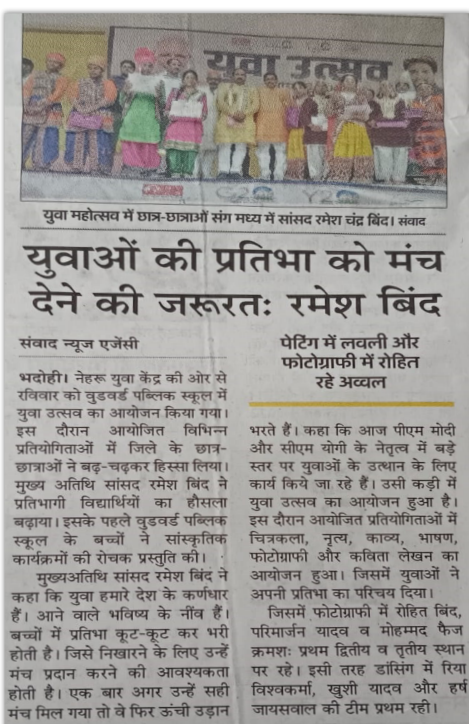 युवा उत्सव
G20
Y20
युवा महोत्सव में छात्र-छात्राओं संग मध्य में सांसद रमेश चंद्र बिंद। संवाद
युवाओं की प्रतिभा को मंच
देने की जरूरतः रमेश बिंद
संवाद न्यूज एजेंसी
भदोही। नेहरू युवा केंद्र की ओर से
रविवार को वुडवर्ड पब्लिक स्कूल में
युवा उत्सव का आयोजन किया गया।
इस दौरान आयोजित विभिन्न
प्रतियोगिताओं में जिले के छात्र-
छात्राओं ने बढ़-चढ़कर हिस्सा लिया।
मुख्य अतिथि सांसद रमेश बिंद ने
प्रतिभागी विद्यार्थियों का हौसला
बढ़ाया। इसके पहले वुडवर्ड पब्लिक
स्कूल के बच्चों ने सांस्कृतिक
कार्यक्रमों की रोचक प्रस्तुति की।
मुख्यअतिथि सांसद रमेश बिंद ने
कहा कि युवा हमारे देश के कर्णधार
हैं। आने वाले भविष्य के नींव हैं।
बच्चों में प्रतिभा कूट-कूट कर भरी
होती है। जिसे निखारने के लिए उन्हें
मंच प्रदान करने की आवश्यकता
होती है। एक बार अगर उन्हें सही
मंच मिल गया तो वे फिर ऊंची उड़ान
पेटिंग में लवली और
फोटोग्राफी में रोहित
रहे अव्वल
भरते हैं। कहा कि आज पीएम मोदी
और सीएम योगी के नेतृत्व में बड़े
स्तर पर युवाओं के उत्थान के लिए
कार्य किये जा रहे हैं। उसी कड़ी में
युवा उत्सव का आयोजन हुआ है।
इस दौरान आयोजित प्रतियोगिताओं में
चित्रकला, नृत्य, काव्य, भाषण,
फोटोग्राफी और कविता लेखन का
आयोजन हुआ। जिसमें युवाओं ने
अपनी प्रतिभा का परिचय दिया।
जिसमें फोटोग्राफी में रोहित बिंद,
परिमार्जन यादव व मोहम्मद फैज
क्रमशः प्रथम द्वितीय व तृतीय स्थान
पर रहे। इसी तरह डांसिंग में रिया
विश्वकर्मा, खुशी यादव और हर्ष
जायसवाल की टीम प्रथम रही।